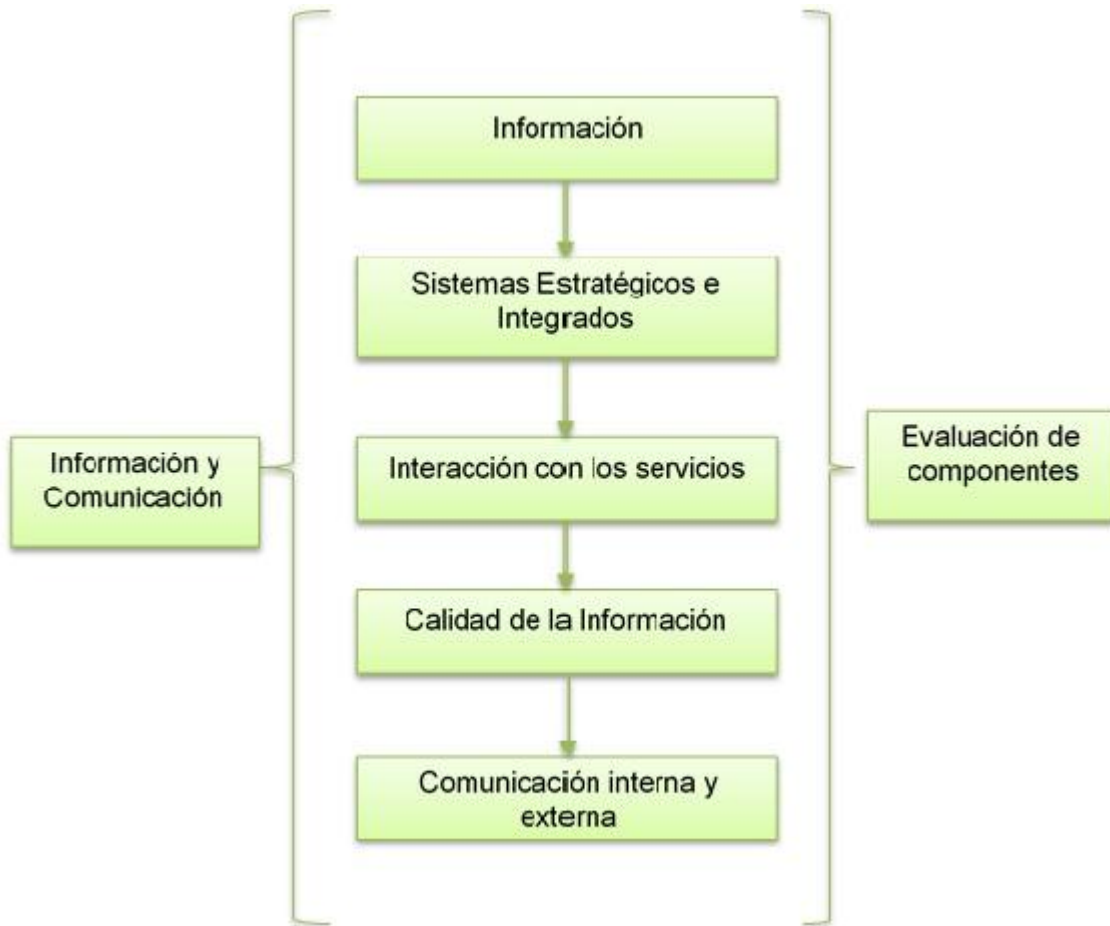 Información y
Comunicación
Información
Sistemas Estratégicos e
Integrados
Interacción con los servicios
Calidad de la Información
Comunicación interna y
externa
Evaluación de
componentes